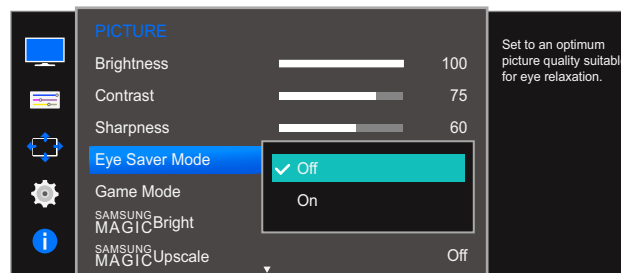 PICTURE
Brightness 100
Contrast 75
Sharpness 60
Eye Saver Mode
Off
Game Mode
On
SAMSUNG
MAGICBright
SAMSUNG
MAGICUpscale Off
Set to an optimum
picture quality suitable
for eye relaxation.
i